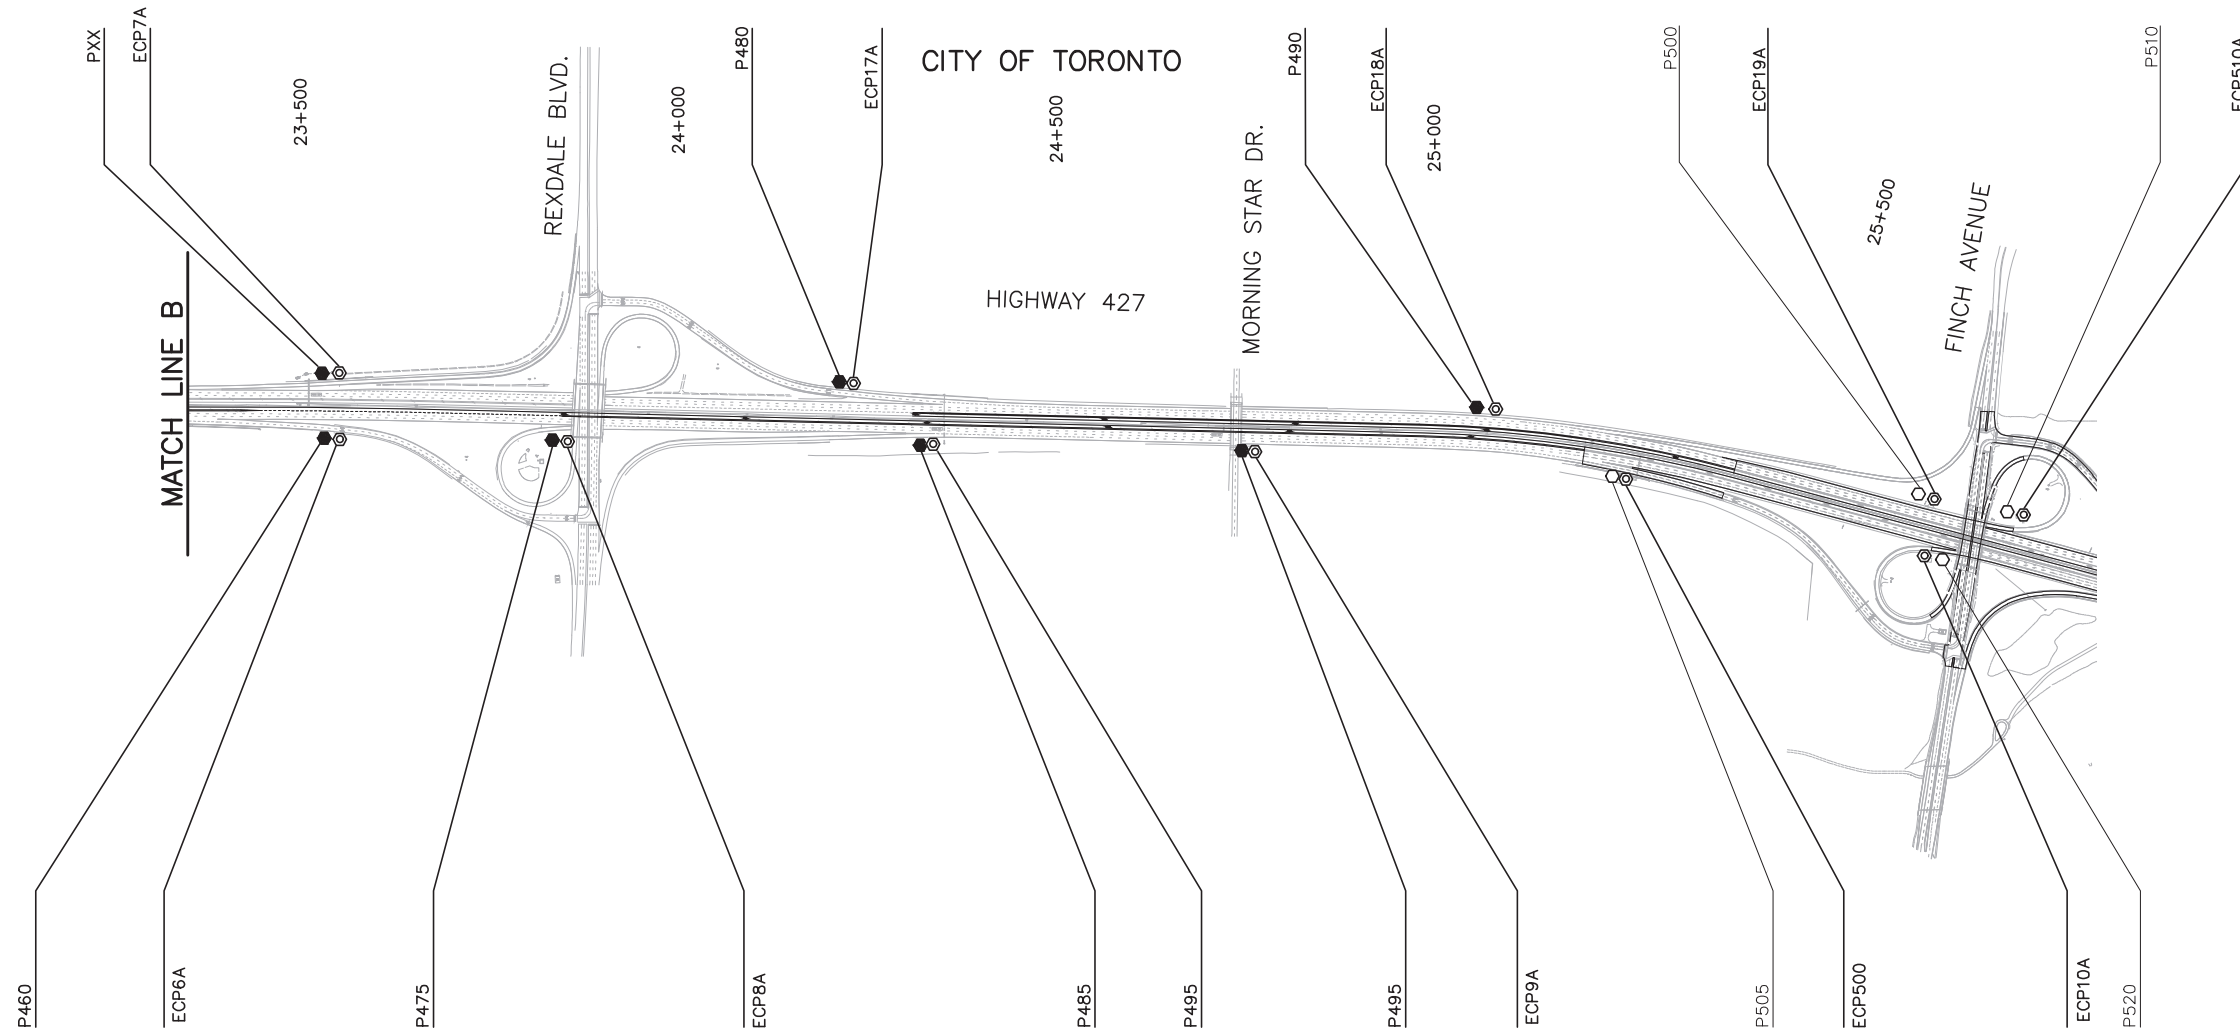 PXX
ECP7A
P480
ECP17A
P490
ECP18A
P500
ECP19A
P510
ECP510A
CITY OF TORONTO
23+500
REXDALE BLVD.
24+000
24+500
MORNING STAR DR.
25+000
25+500
FINCH AVENUE
HIGHWAY 427
MATCH LINE B
P460
ECP6A
P475
ECP8A
P485
P495
P495
ECP9A
P505
ECP500
ECP10A
P520